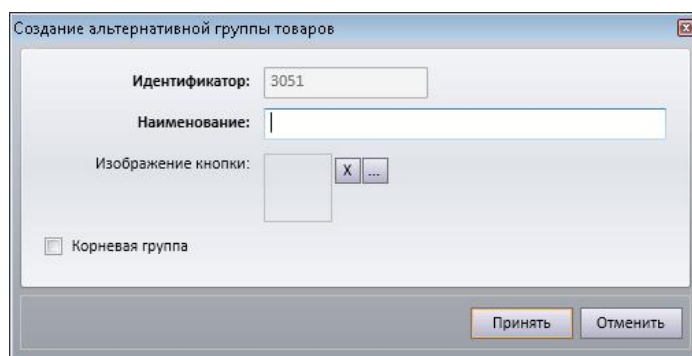 Создание альтернативной группы товаров
Идентификатор: 3051
Наименование:
Изображение кнопки: X ...
Корневая группа
Принять Отменить